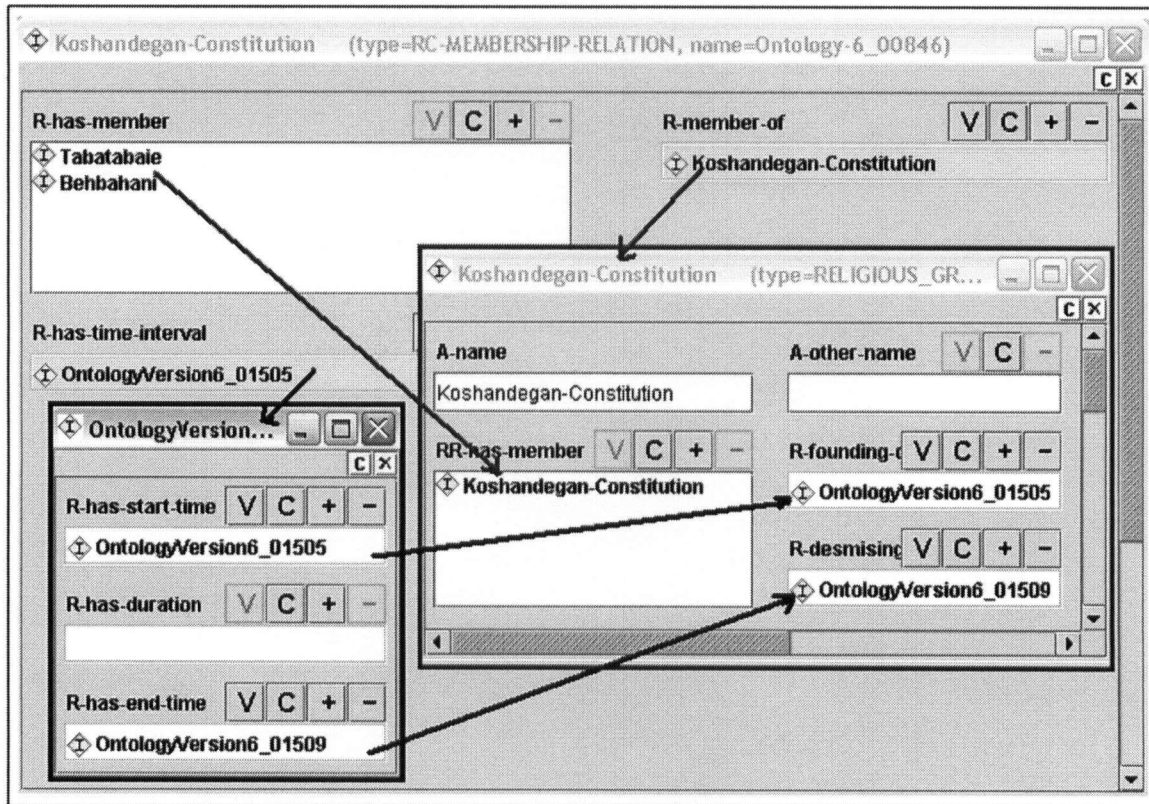 Koshandegan-Constitution (type=RC-MEMBERSHIP-RELATION, name=Ontology-6_00846)
C ×
R-has-member V C + -
Tabatabaie
Behbahani
R-member-of V C + -
Koshandegan-Constitution
R-has-time-interval
OntologyVersion6_01505
OntologyVersion...
C ×
R-has-start-time V C + -
OntologyVersion6_01505
R-has-duration V C + -
R-has-end-time V C + -
OntologyVersion6_01509
Koshandegan-Constitution (type=RELIGIOUS_GR...
C ×
A-name
Koshandegan-Constitution
A-other-name V C -
RR-has-member V C + -
Koshandegan-Constitution
R-founding-d V C + -
OntologyVersion6_01505
R-desmising V C + -
OntologyVersion6_01509